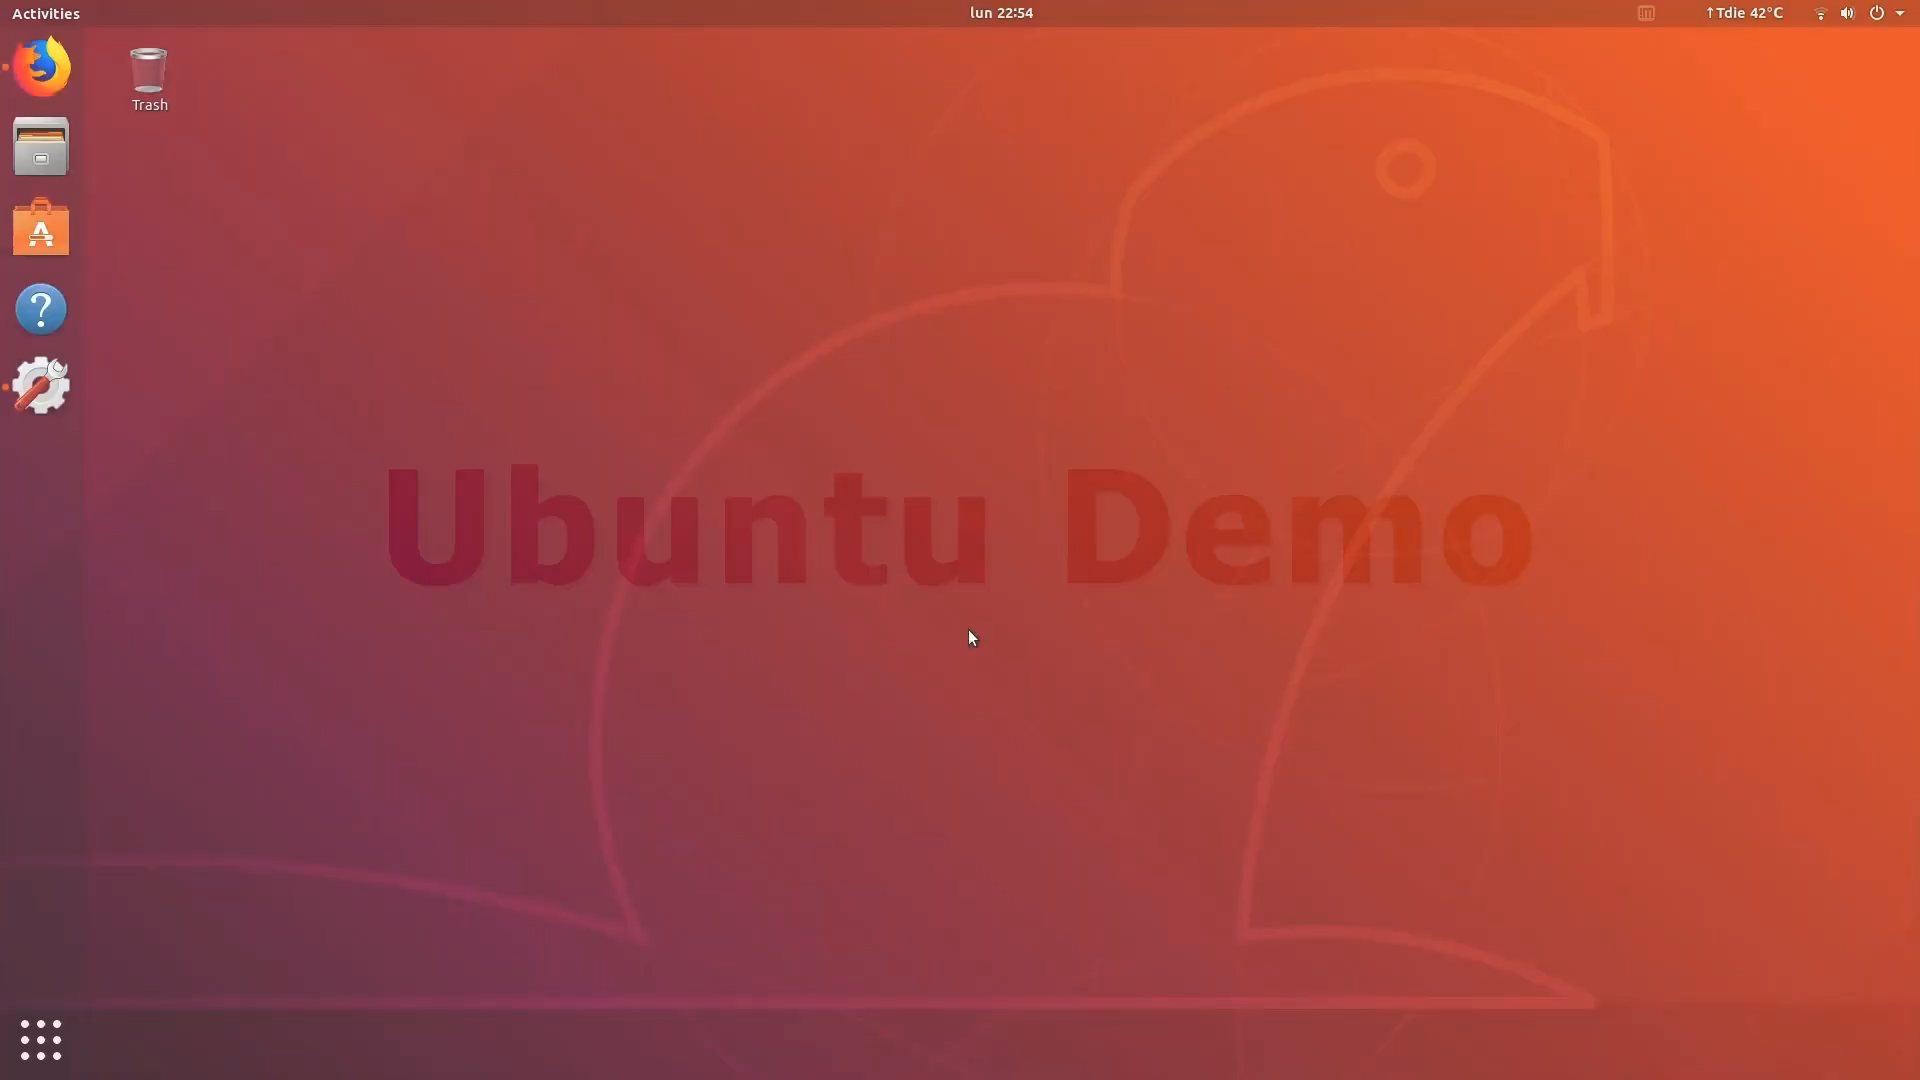 Activities
lun 22:54
↑Tdie 42°C
Trash
Ubuntu Demo